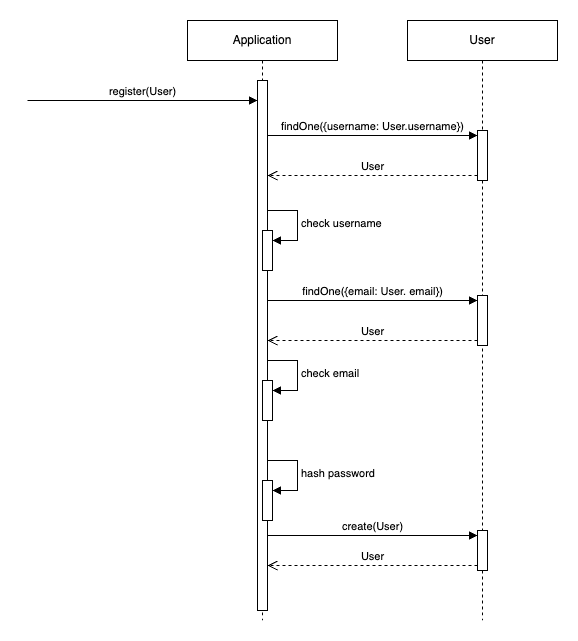 Application
User
register(User)
findOne({username: User.username})
User
check username
findOne({email: User. email})
User
check email
hash password
create(User)
User